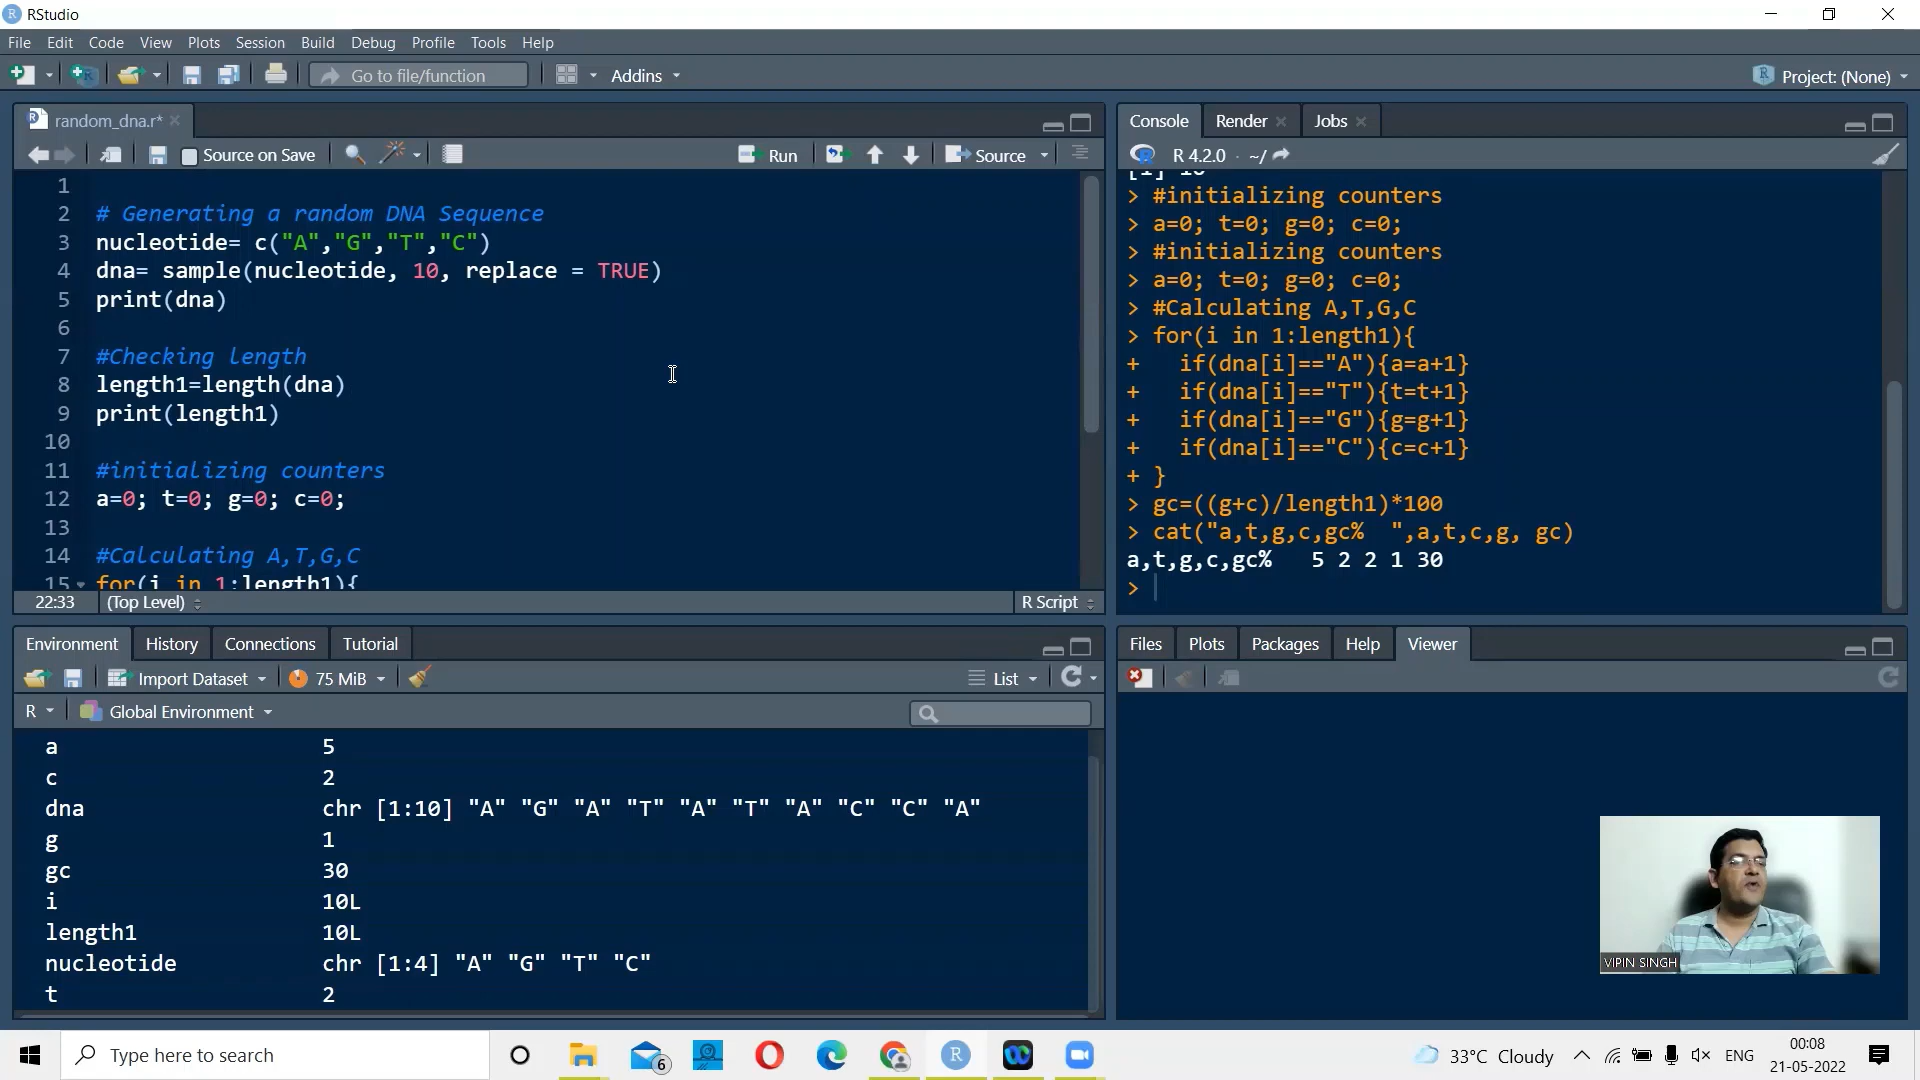 RStudio
File Edit Code View Plots Session Build Debug Profile Tools Help
Go to file/function Addins Project: (None)
random_dna.r*
Source on Save Run Source
1
2 # Generating a random DNA Sequence
3 nucleotide= c("A","G","T","C")
4 dna= sample(nucleotide, 10, replace = TRUE)
5 print(dna)
6
7 #Checking length
8 length1=length(dna)
9 print(length1)
10
11 #initializing counters
12 a=0; t=0; g=0; c=0;
13
14 #Calculating A,T,G,C
15 for(i in 1:length1){
22:33 (Top Level) R Script
Console Render Jobs
R 4.2.0 · ~/
[1] 10
> #initializing counters
> a=0; t=0; g=0; c=0;
> #initializing counters
> a=0; t=0; g=0; c=0;
> #Calculating A,T,G,C
> for(i in 1:length1){
+ if(dna[i]=="A"){a=a+1}
+ if(dna[i]=="T"){t=t+1}
+ if(dna[i]=="G"){g=g+1}
+ if(dna[i]=="C"){c=c+1}
+ }
> gc=((g+c)/length1)*100
> cat("a,t,g,c,gc%  ",a,t,c,g, gc)
a,t,g,c,gc%   5 2 2 1 30
>
Environment History Connections Tutorial
Import Dataset 75 MiB List
R Global Environment
a 5
c 2
dna chr [1:10] "A" "G" "A" "T" "A" "T" "A" "C" "C" "A"
g 1
gc 30
i 10L
length1 10L
nucleotide chr [1:4] "A" "G" "T" "C"
t 2
Files Plots Packages Help Viewer
VIPIN SINGH
Type here to search 6 R 33°C Cloudy ENG 00:08
21-05-2022